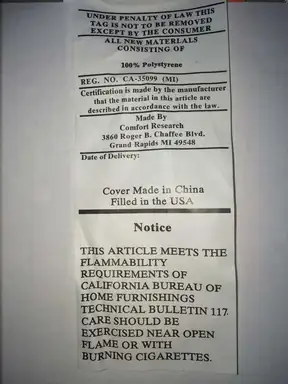 UNDER PENALTY OF LAW THIS
TAG IS NOT TO BE REMOVED
EXCEPT BY THE CONSUMER
ALL NEW MATERIALS
CONSISTING OF
100% Polystyrene
REG. NO. CA-35099 (MI)
Certification is made by the manufacturer
that the material in this article are
described in accordance with the law.
Made By
Comfort Research
3860 Roger B. Chaffee Blvd.
Grand Rapids MI 49548
Date of Delivery:
Cover Made in China
Filled in the USA
Notice
THIS ARTICLE MEETS THE
FLAMMABILITY
REQUIREMENTS OF
CALIFORNIA BUREAU OF
HOME FURNISHINGS
TECHNICAL BULLETIN 117.
CARE SHOULD BE
EXERCISED NEAR OPEN
FLAME OR WITH
BURNING CIGARETTES.